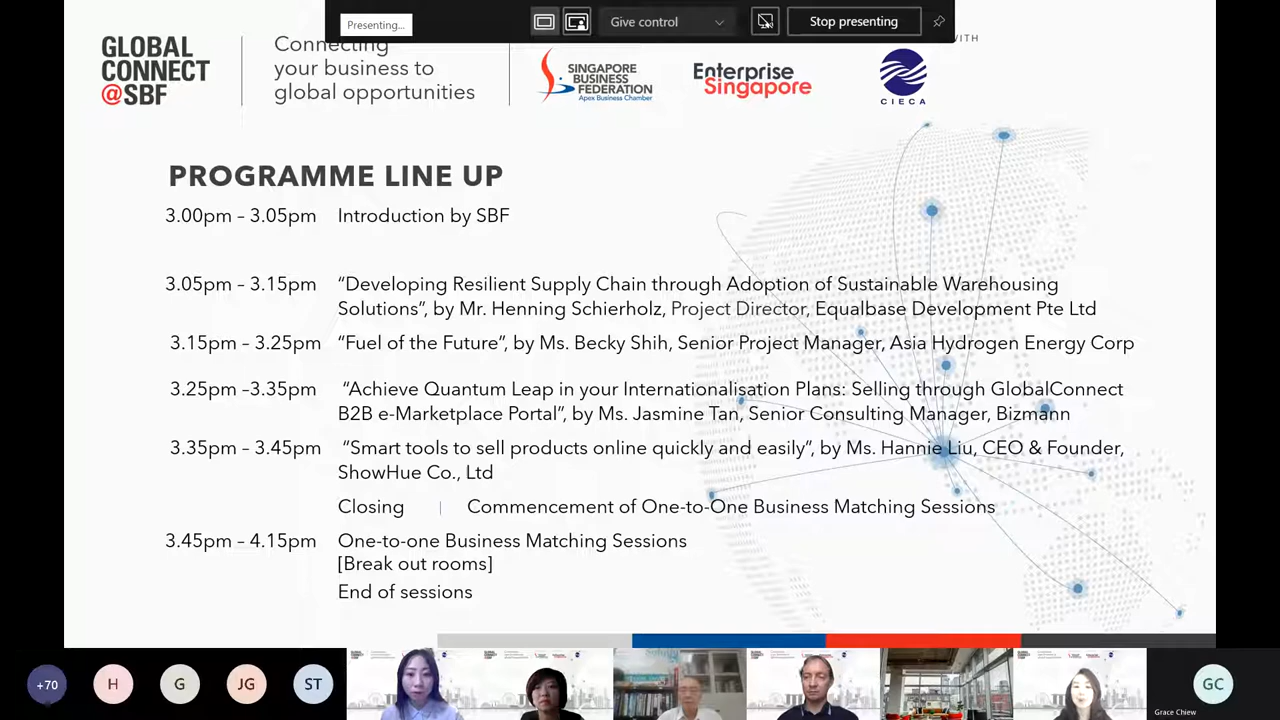 Presenting...
Give control
Stop presenting
GLOBAL
CONNECT
@SBF
Connecting
your business to
global opportunities
SINGAPORE
BUSINESS
FEDERATION
Apex Business Chamber
Enterprise
Singapore
WITH
CIECA
PROGRAMME LINE UP
3.00pm – 3.05pm Introduction by SBF
3.05pm – 3.15pm “Developing Resilient Supply Chain through Adoption of Sustainable Warehousing
Solutions”, by Mr. Henning Schierholz, Project Director, Equalbase Development Pte Ltd
3.15pm – 3.25pm “Fuel of the Future”, by Ms. Becky Shih, Senior Project Manager, Asia Hydrogen Energy Corp
3.25pm –3.35pm “Achieve Quantum Leap in your Internationalisation Plans: Selling through GlobalConnect
B2B e-Marketplace Portal”, by Ms. Jasmine Tan, Senior Consulting Manager, Bizmann
3.35pm – 3.45pm “Smart tools to sell products online quickly and easily”, by Ms. Hannie Liu, CEO & Founder,
ShowHue Co., Ltd
Closing | Commencement of One-to-One Business Matching Sessions
3.45pm – 4.15pm One-to-one Business Matching Sessions
[Break out rooms]
End of sessions
+70 H G JG ST GC
Grace Chiew